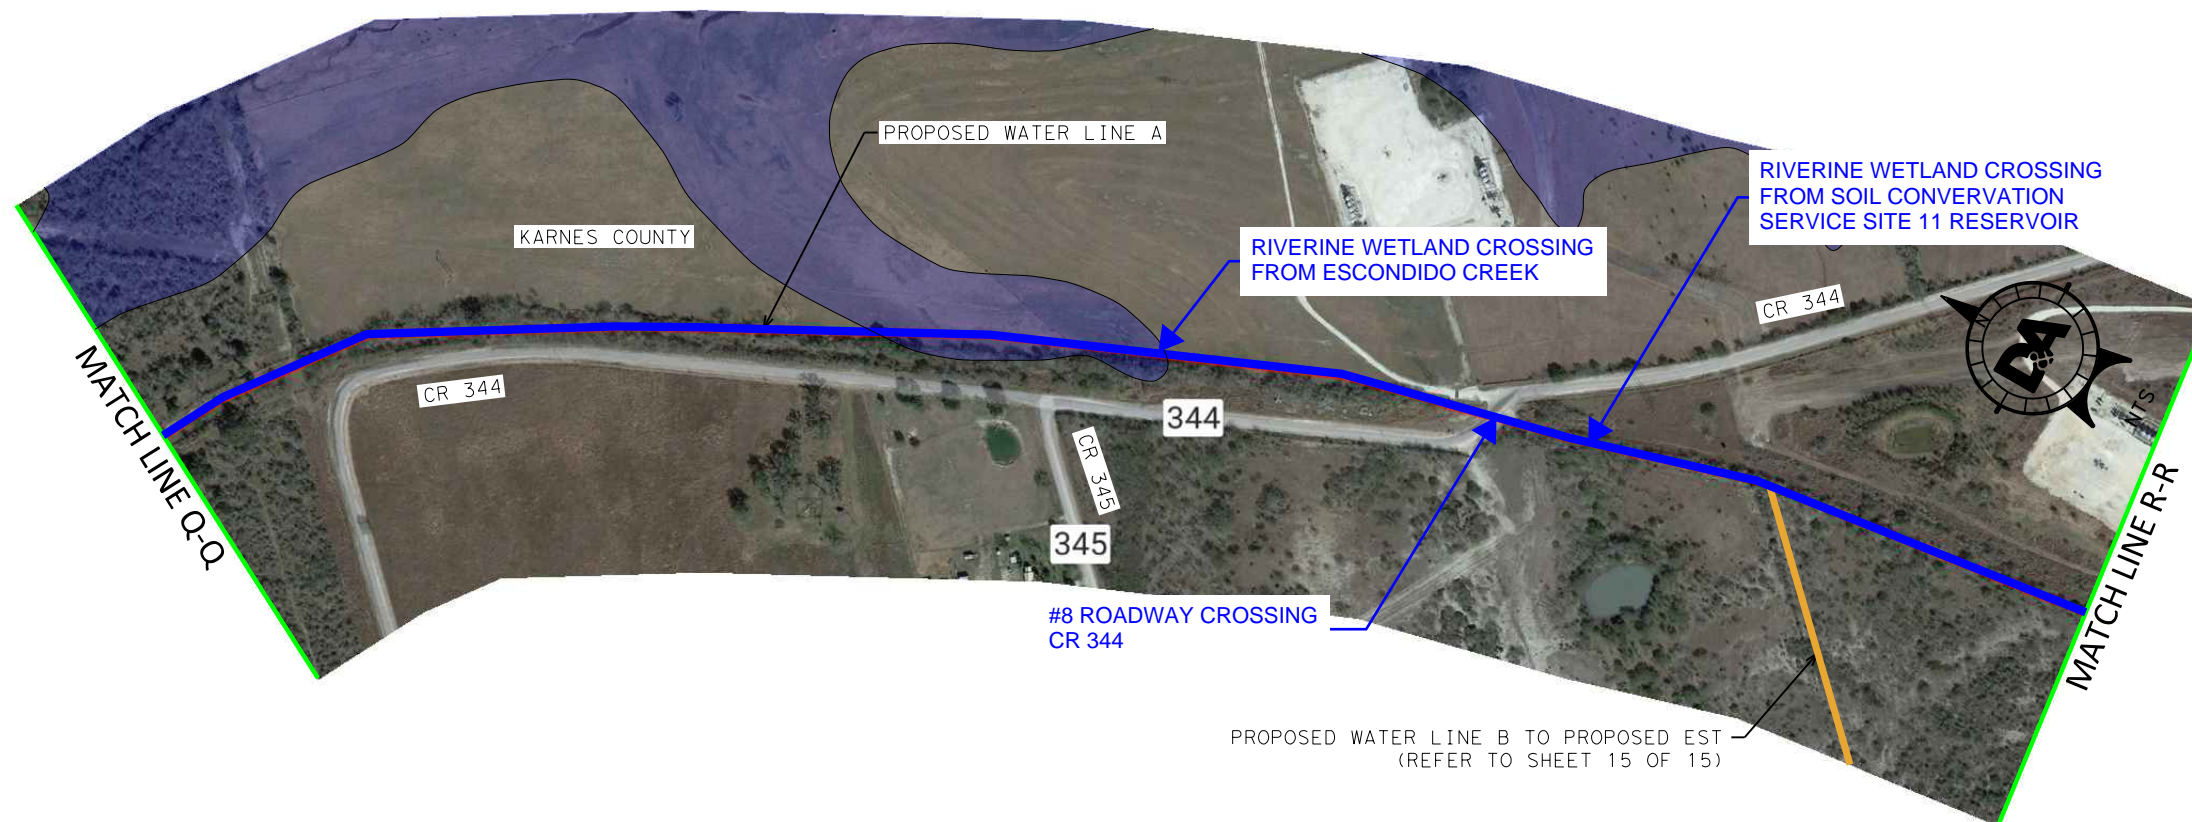 PROPOSED WATER LINE A
RIVERINE WETLAND CROSSING
FROM SOIL CONVERVATION
SERVICE SITE 11 RESERVOIR
KARNES COUNTY
RIVERINE WETLAND CROSSING
FROM ESCONDIDO CREEK
CR 344
N
DBA
NTS
MATCH LINE Q-Q
CR 344
344
CR 345
345
MATCH LINE R-R
#8 ROADWAY CROSSING
CR 344
PROPOSED WATER LINE B TO PROPOSED EST
(REFER TO SHEET 15 OF 15)